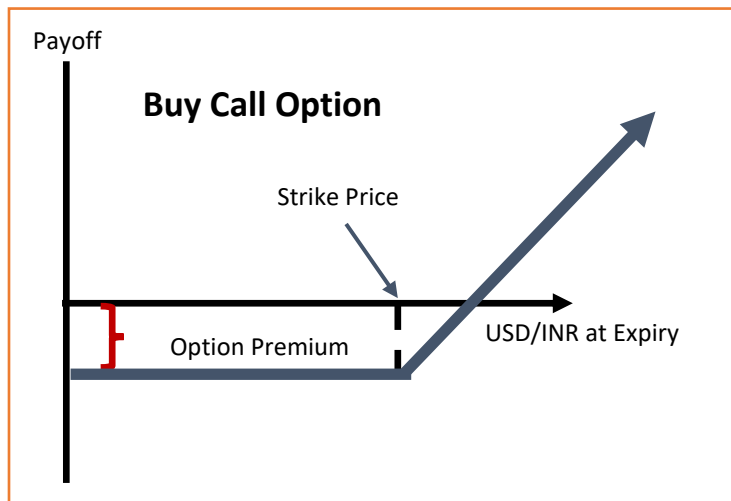 Payoff
Buy Call Option
Strike Price
USD/INR at Expiry
Option Premium